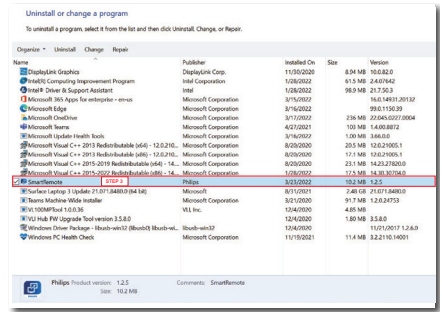 Uninstall or change a program
To uninstall a program, select it from the list and then click Uninstall, Change, or Repair.
Organize Uninstall Change Repair
Name Publisher Installed On Size Version
DisplayLink Graphics DisplayLink Corp. 11/30/2020 8.94 MB 10.0.82.0
Intel(R) Computing Improvement Program Intel Corporation 1/28/2022 61.5 MB 2.4.07642
Intel® Driver & Support Assistant Intel 1/28/2022 98.9 MB 21.7.50.3
Microsoft 365 Apps for enterprise - en-us Microsoft Corporation 3/15/2022 16.0.14931.20132
Microsoft Edge Microsoft Corporation 3/16/2022 99.0.1150.39
Microsoft OneDrive Microsoft Corporation 3/17/2022 236 MB 22.045.0227.0004
Microsoft Teams Microsoft Corporation 4/27/2021 103 MB 1.4.00.8872
Microsoft Update Health Tools Microsoft Corporation 3/16/2022 1.00 MB 3.66.0.0
Microsoft Visual C++ 2013 Redistributable (x64) - 12.0.210... Microsoft Corporation 8/20/2020 20.5 MB 12.0.21005.1
Microsoft Visual C++ 2013 Redistributable (x86) - 12.0.210... Microsoft Corporation 8/20/2020 17.1 MB 12.0.21005.1
Microsoft Visual C++ 2015-2019 Redistributable (x64) - 14.... Microsoft Corporation 8/20/2020 23.1 MB 14.23.27820.0
Microsoft Visual C++ 2015-2022 Redistributable (x86) - 14.... Microsoft Corporation 1/28/2022 17.5 MB 14.30.30704.0
SmartRemote STEP 3 Philips 3/21/2022 10.2 MB 1.2.5
Surface Laptop 3 Update 21.071.8480.0 (64 bit) Microsoft 8/31/2021 2.48 GB 21.071.8480.0
Teams Machine-Wide Installer Microsoft Corporation 3/21/2020 91.7 MB 1.2.0.24753
VL100MPTool 1.0.0.36 VLI, Inc. 12/4/2020 4.85 MB
VLI Hub FW Upgrade Tool version 3.5.8.0 12/4/2020 1.80 MB 3.5.8.0
Windows Driver Package - libusb-win32 (libusb0) libusb-wi... libusb-win32 12/4/2020 11/21/2017 1.2.6.0
Windows PC Health Check Microsoft Corporation 11/19/2021 11.4 MB 3.2.2110.14001
Philips Product version: 1.2.5 Comments: SmartRemote
Size: 10.2 MB